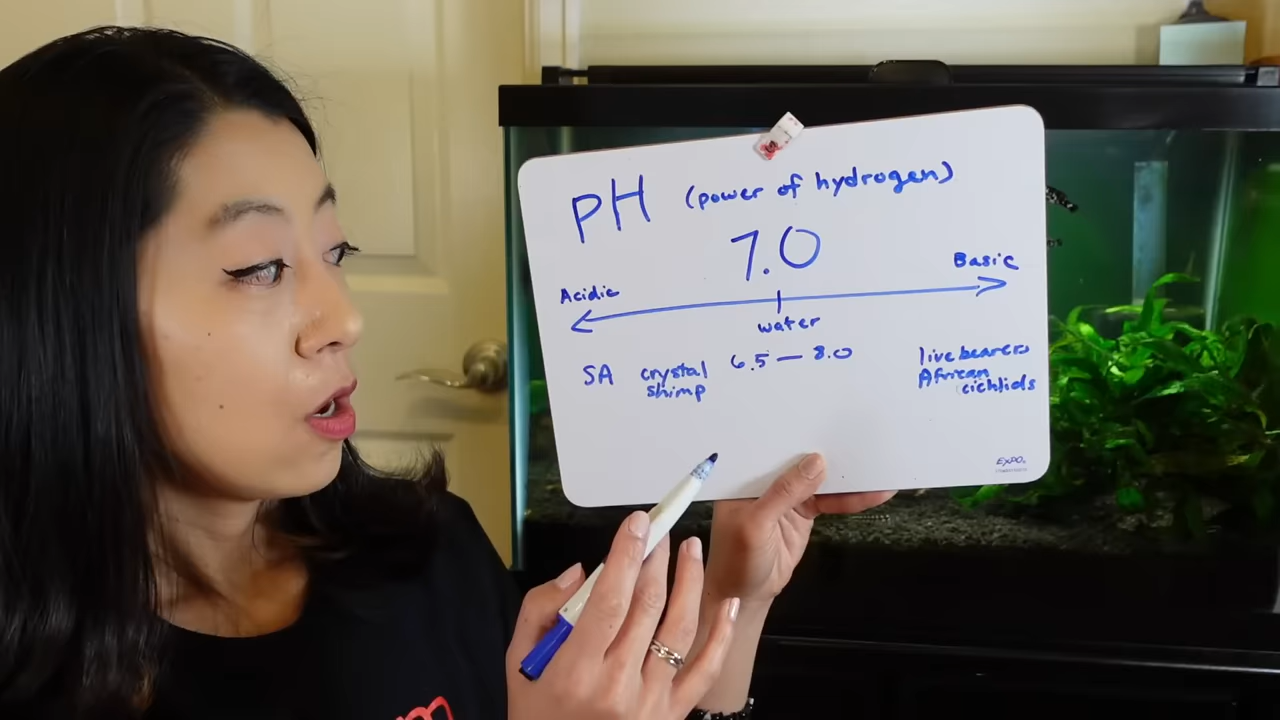 PH (power of hydrogen)
7.0
Acidic
Basic
water
SA
crystal
shimp
6.5 — 8.0
livebearers
African
cichlids
EXPO